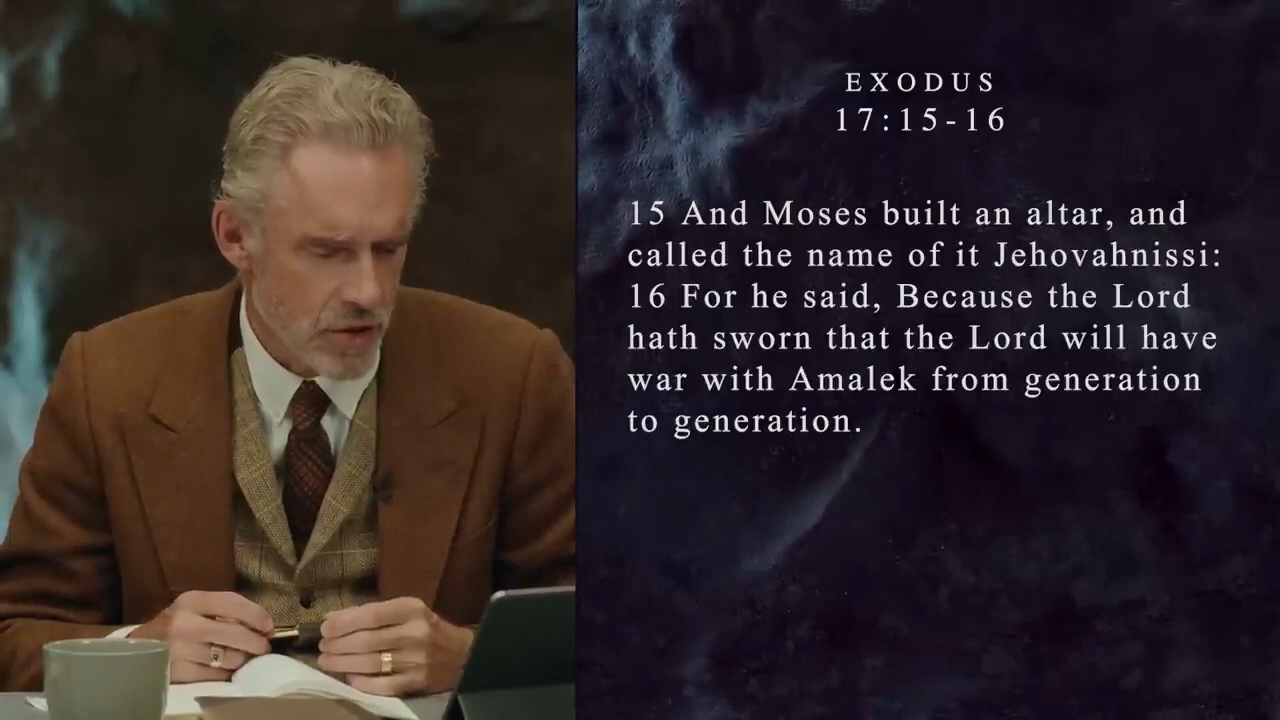 EXODUS
17:15-16
15 And Moses built an altar, and
called the name of it Jehovahnissi:
16 For he said, Because the Lord
hath sworn that the Lord will have
war with Amalek from generation
to generation.